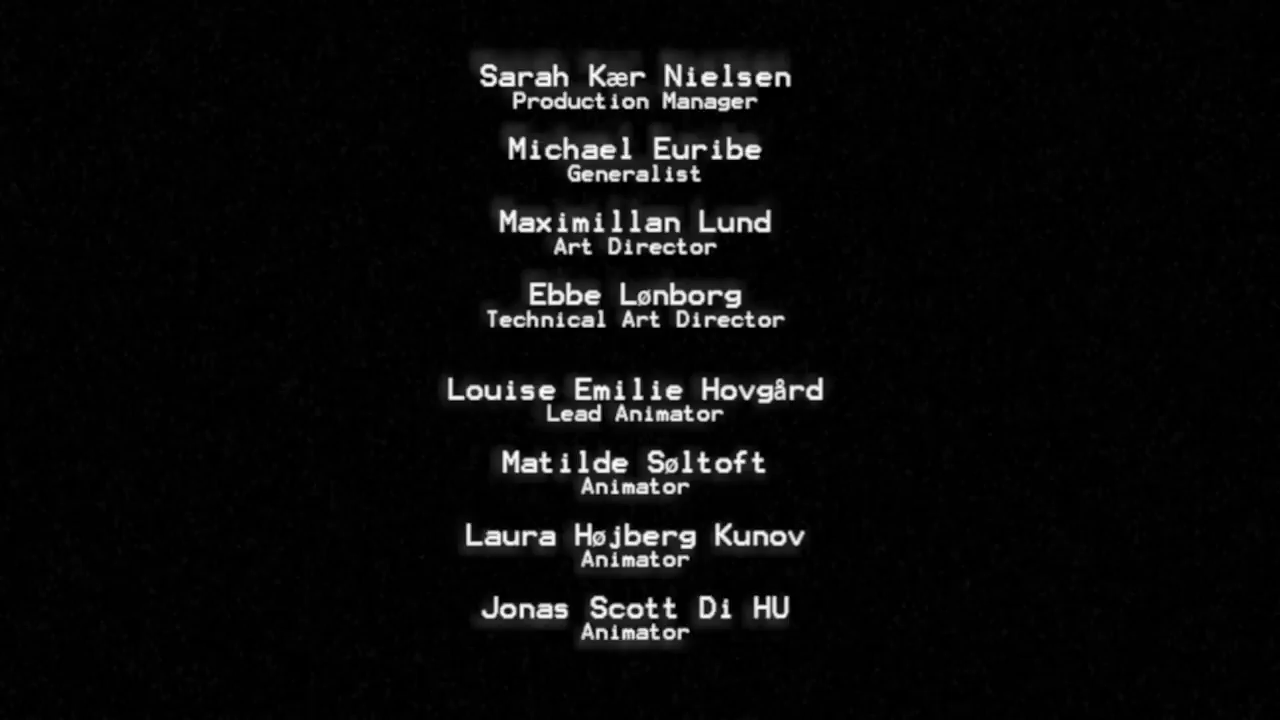 Sarah Kær Nielsen
Production Manager
Michael Euribe
Generalist
Maximillan Lund
Art Director
Ebbe Lønborg
Technical Art Director
Louise Emilie Hovgård
Lead Animator
Matilde Søltoft
Animator
Laura Højberg Kunov
Animator
Jonas Scott Di HU
Animator